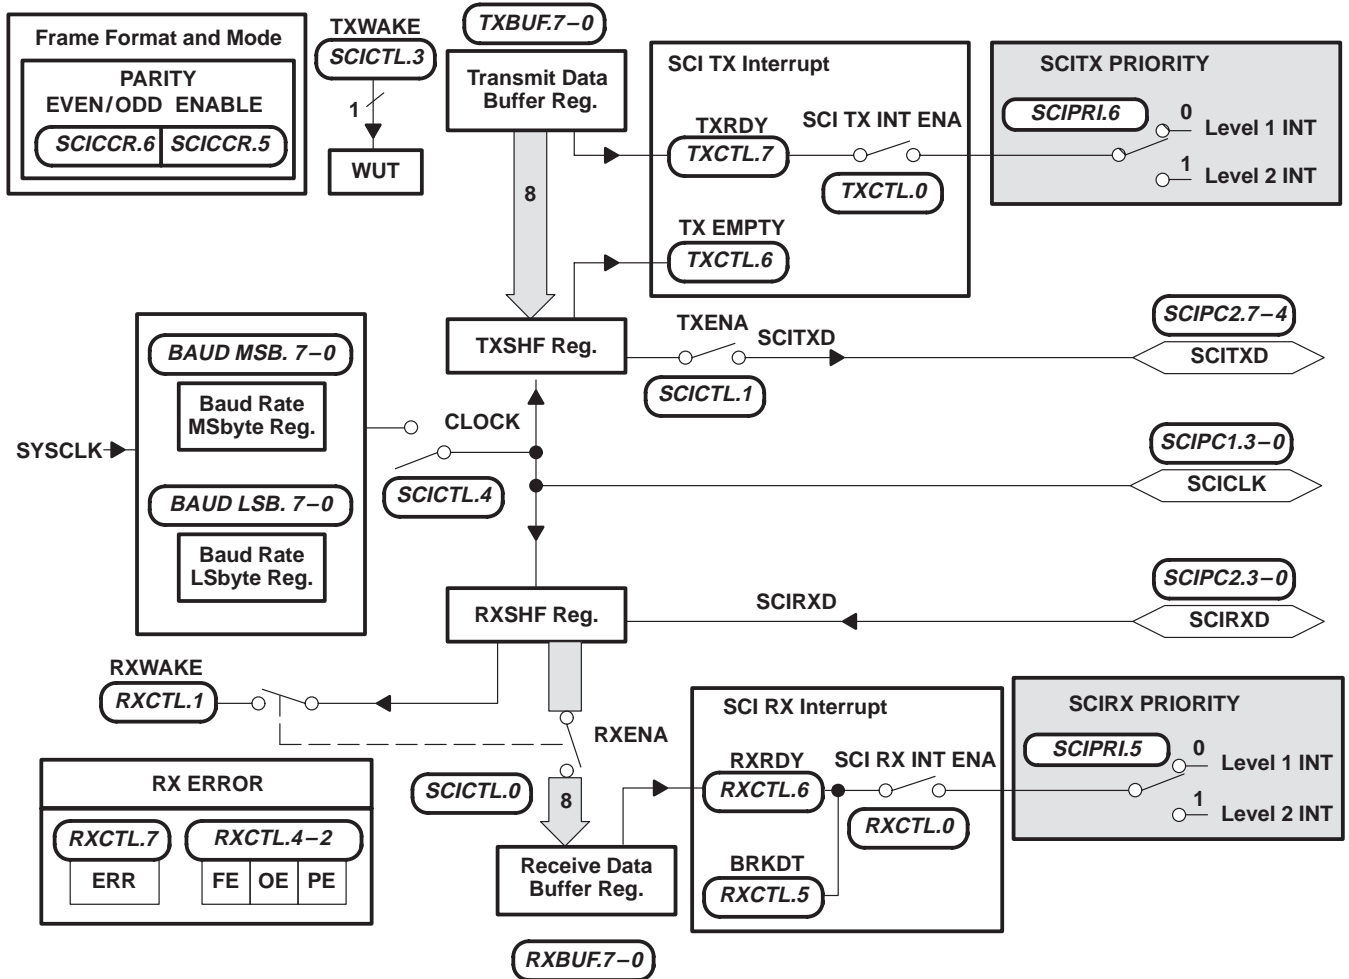 Frame Format and Mode
PARITY
EVEN/ODD ENABLE
SCICCR.6 SCICCR.5
TXWAKE
SCICTL.3
1
WUT
TXBUF.7–0
Transmit Data
Buffer Reg.
8
SCI TX Interrupt
TXRDY
TXCTL.7
SCI TX INT ENA
TXCTL.0
TX EMPTY
TXCTL.6
SCITX PRIORITY
SCIPRI.6
0
Level 1 INT
1
Level 2 INT
SYSCLK
BAUD MSB. 7–0
Baud Rate
MSbyte Reg.
BAUD LSB. 7–0
Baud Rate
LSbyte Reg.
CLOCK
SCICTL.4
TXSHF Reg.
TXENA
SCICTL.1
SCITXD
SCIPC2.7–4
SCITXD
SCIPC1.3–0
SCICLK
SCIPC2.3–0
SCIRXD
SCIRXD
RXSHF Reg.
RXWAKE
RXCTL.1
RXENA
SCICTL.0
8
Receive Data
Buffer Reg.
RXBUF.7–0
RX ERROR
RXCTL.7 RXCTL.4–2
ERR FE OE PE
SCI RX Interrupt
RXRDY
RXCTL.6
SCI RX INT ENA
RXCTL.0
BRKDT
RXCTL.5
SCIRX PRIORITY
SCIPRI.5
0
Level 1 INT
1
Level 2 INT